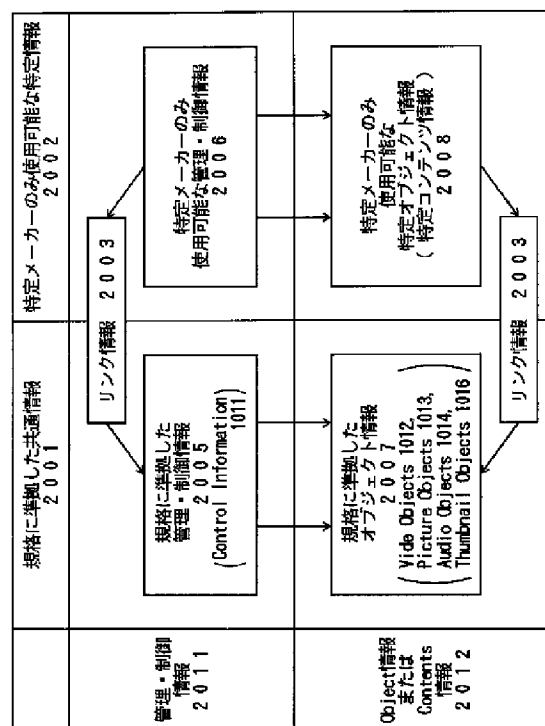 規格に準拠した共通情報
2001
特定メーカーのみ使用可能な特定情報
2002
管理・制御
情報
2011
規格に準拠した
管理・制御情報
2005
(Control Information)
1011
リンク情報 2003
特定メーカーのみ
使用可能な管理・制御情報
2006
Object情報
または
Contents
情報
2012
規格に準拠した
オブジェクト情報
2007
(Vide Objects 1012,
Picture Objects 1013,
Audio Objects 1014,
Thumbnail Objects 1016)
リンク情報 2003
特定メーカーのみ
使用可能な
特定オブジェクト情報
(特定コンテンツ情報)
2008